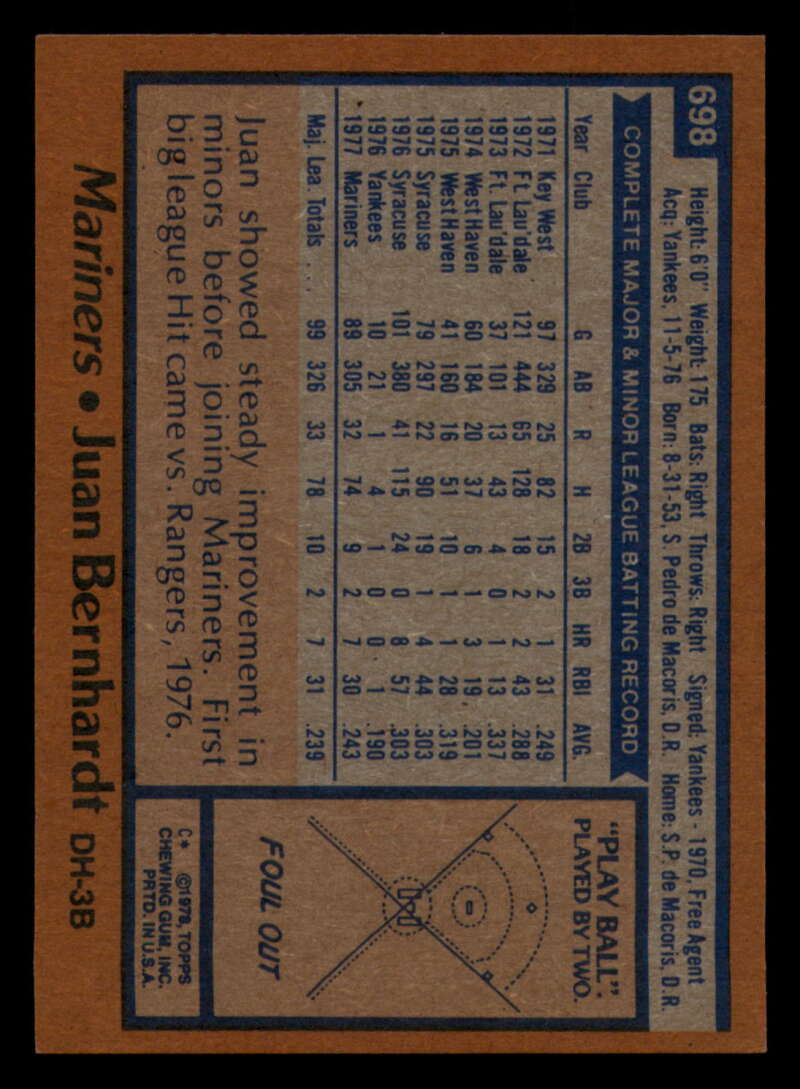 698
Height: 6'0" Weight: 175 Bats: Right Throws: Right Signed: Yankees - 1970, Free Agent
Acq: Yankees, 11-5-76 Born: 8-31-53, S. Pedro de Macoris, D.R. Home: S.P. de Macoris, D.R.
COMPLETE MAJOR & MINOR LEAGUE BATTING RECORD
Year Club G AB R H 2B 3B HR RBI AVG.
1971 Key West 97 329 25 82 15 2 1 31 .249
1972 Ft. Lau'dale 121 444 65 128 18 2 2 43 .288
1973 Ft. Lau'dale 37 101 13 43 4 0 1 13 .337
1974 West Haven 60 184 20 37 6 1 3 19 .201
1975 West Haven 41 160 16 51 10 1 1 28 .319
1975 Syracuse 79 297 22 90 19 1 4 44 .303
1976 Syracuse 101 380 41 115 24 0 8 57 .303
1976 Yankees 10 21 1 4 1 0 0 1 .190
1977 Mariners 89 305 32 74 9 2 7 30 .243
Maj. Lea. Totals ... 99 326 33 78 10 2 7 31 .239
Juan showed steady improvement in
minors before joining Mariners. First
big league Hit came vs. Rangers, 1976.
"PLAY BALL".
PLAYED BY TWO.
FOUL OUT
C* ©1978, TOPPS
CHEWING GUM, INC.
PRTD. IN U.S.A.
Mariners • Juan Bernhardt DH-3B